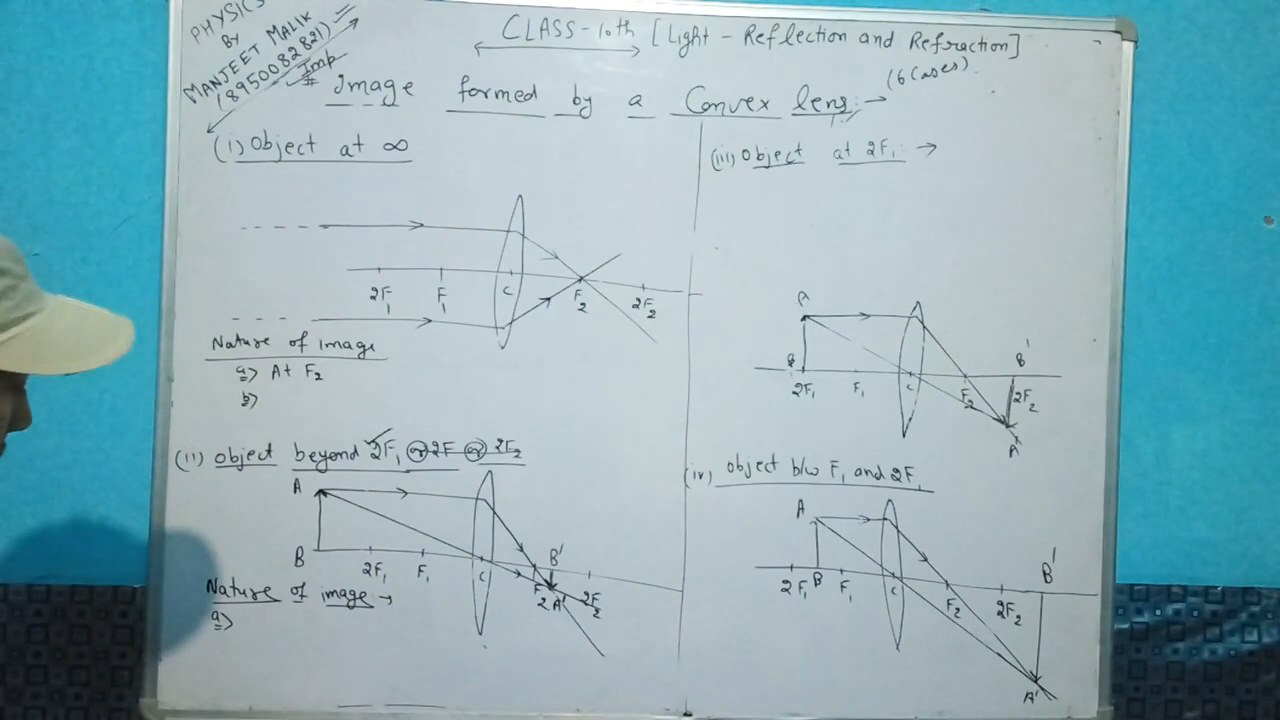 PHYSICS
BY
MANJEET MALIK
(8950082821)
CLASS-10th [Light - Reflection and Refraction]
Imp
# Image formed by a Convex lens:→ (6 Cases)
(i) Object at ∞
2F₁ F₁ C F₂ 2F₂
Nature of image
a> At F₂
b>
(ii) object beyond 2F₁ or 2F or 2F₂
A
B 2F₁ F₁ C F₂ B' A' 2F₂
Nature of image →
a>
(iii) Object at 2F₁ →
A
B B'
2F₁ F₁ C F₂ 2F₂
A'
(iv) object b/w F₁ and 2F₁
A
B'
2F₁ B F₁ C F₂ 2F₂
A'